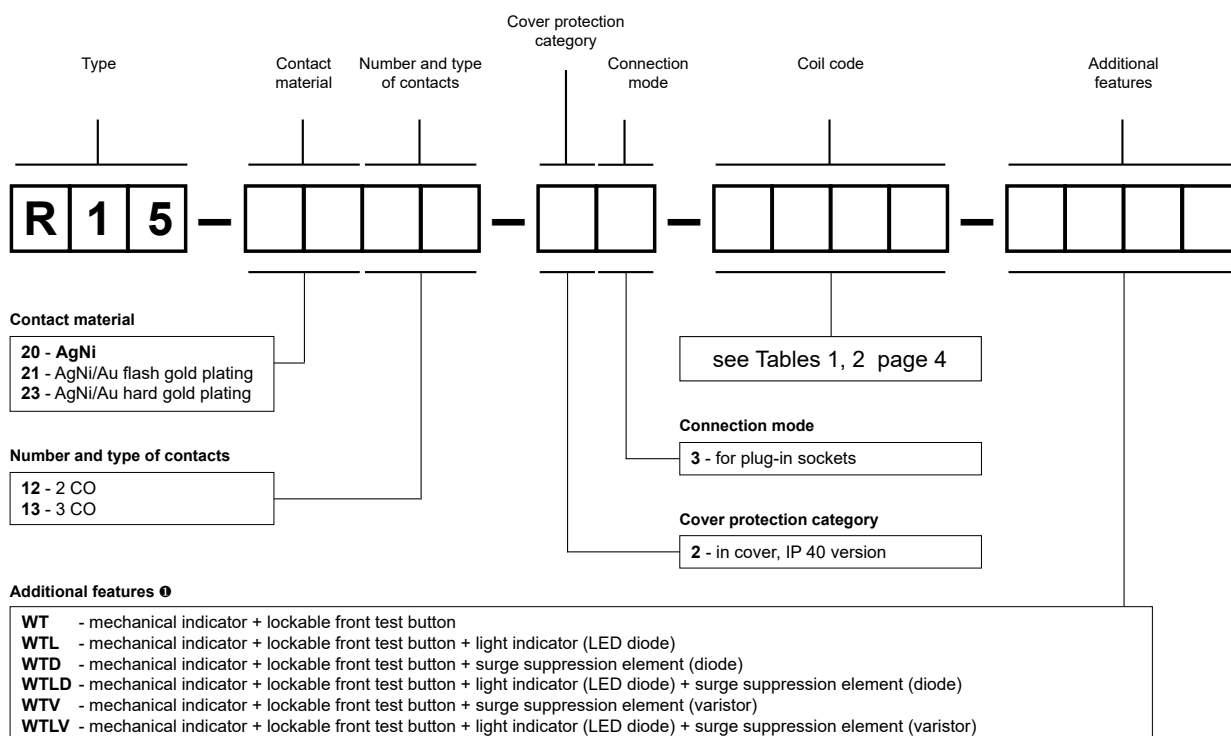 Cover protection
category
Type
Contact
material
Number and type
of contacts
Connection
mode
Coil code
Additional
features
R 1 5 – – – –
Contact material
20 - AgNi
21 - AgNi/Au flash gold plating
23 - AgNi/Au hard gold plating
see Tables 1, 2 page 4
Connection mode
3 - for plug-in sockets
Number and type of contacts
12 - 2 CO
13 - 3 CO
Cover protection category
2 - in cover, IP 40 version
Additional features ❶
WT - mechanical indicator + lockable front test button
WTL - mechanical indicator + lockable front test button + light indicator (LED diode)
WTD - mechanical indicator + lockable front test button + surge suppression element (diode)
WTLD - mechanical indicator + lockable front test button + light indicator (LED diode) + surge suppression element (diode)
WTV - mechanical indicator + lockable front test button + surge suppression element (varistor)
WTLV - mechanical indicator + lockable front test button + light indicator (LED diode) + surge suppression element (varistor)